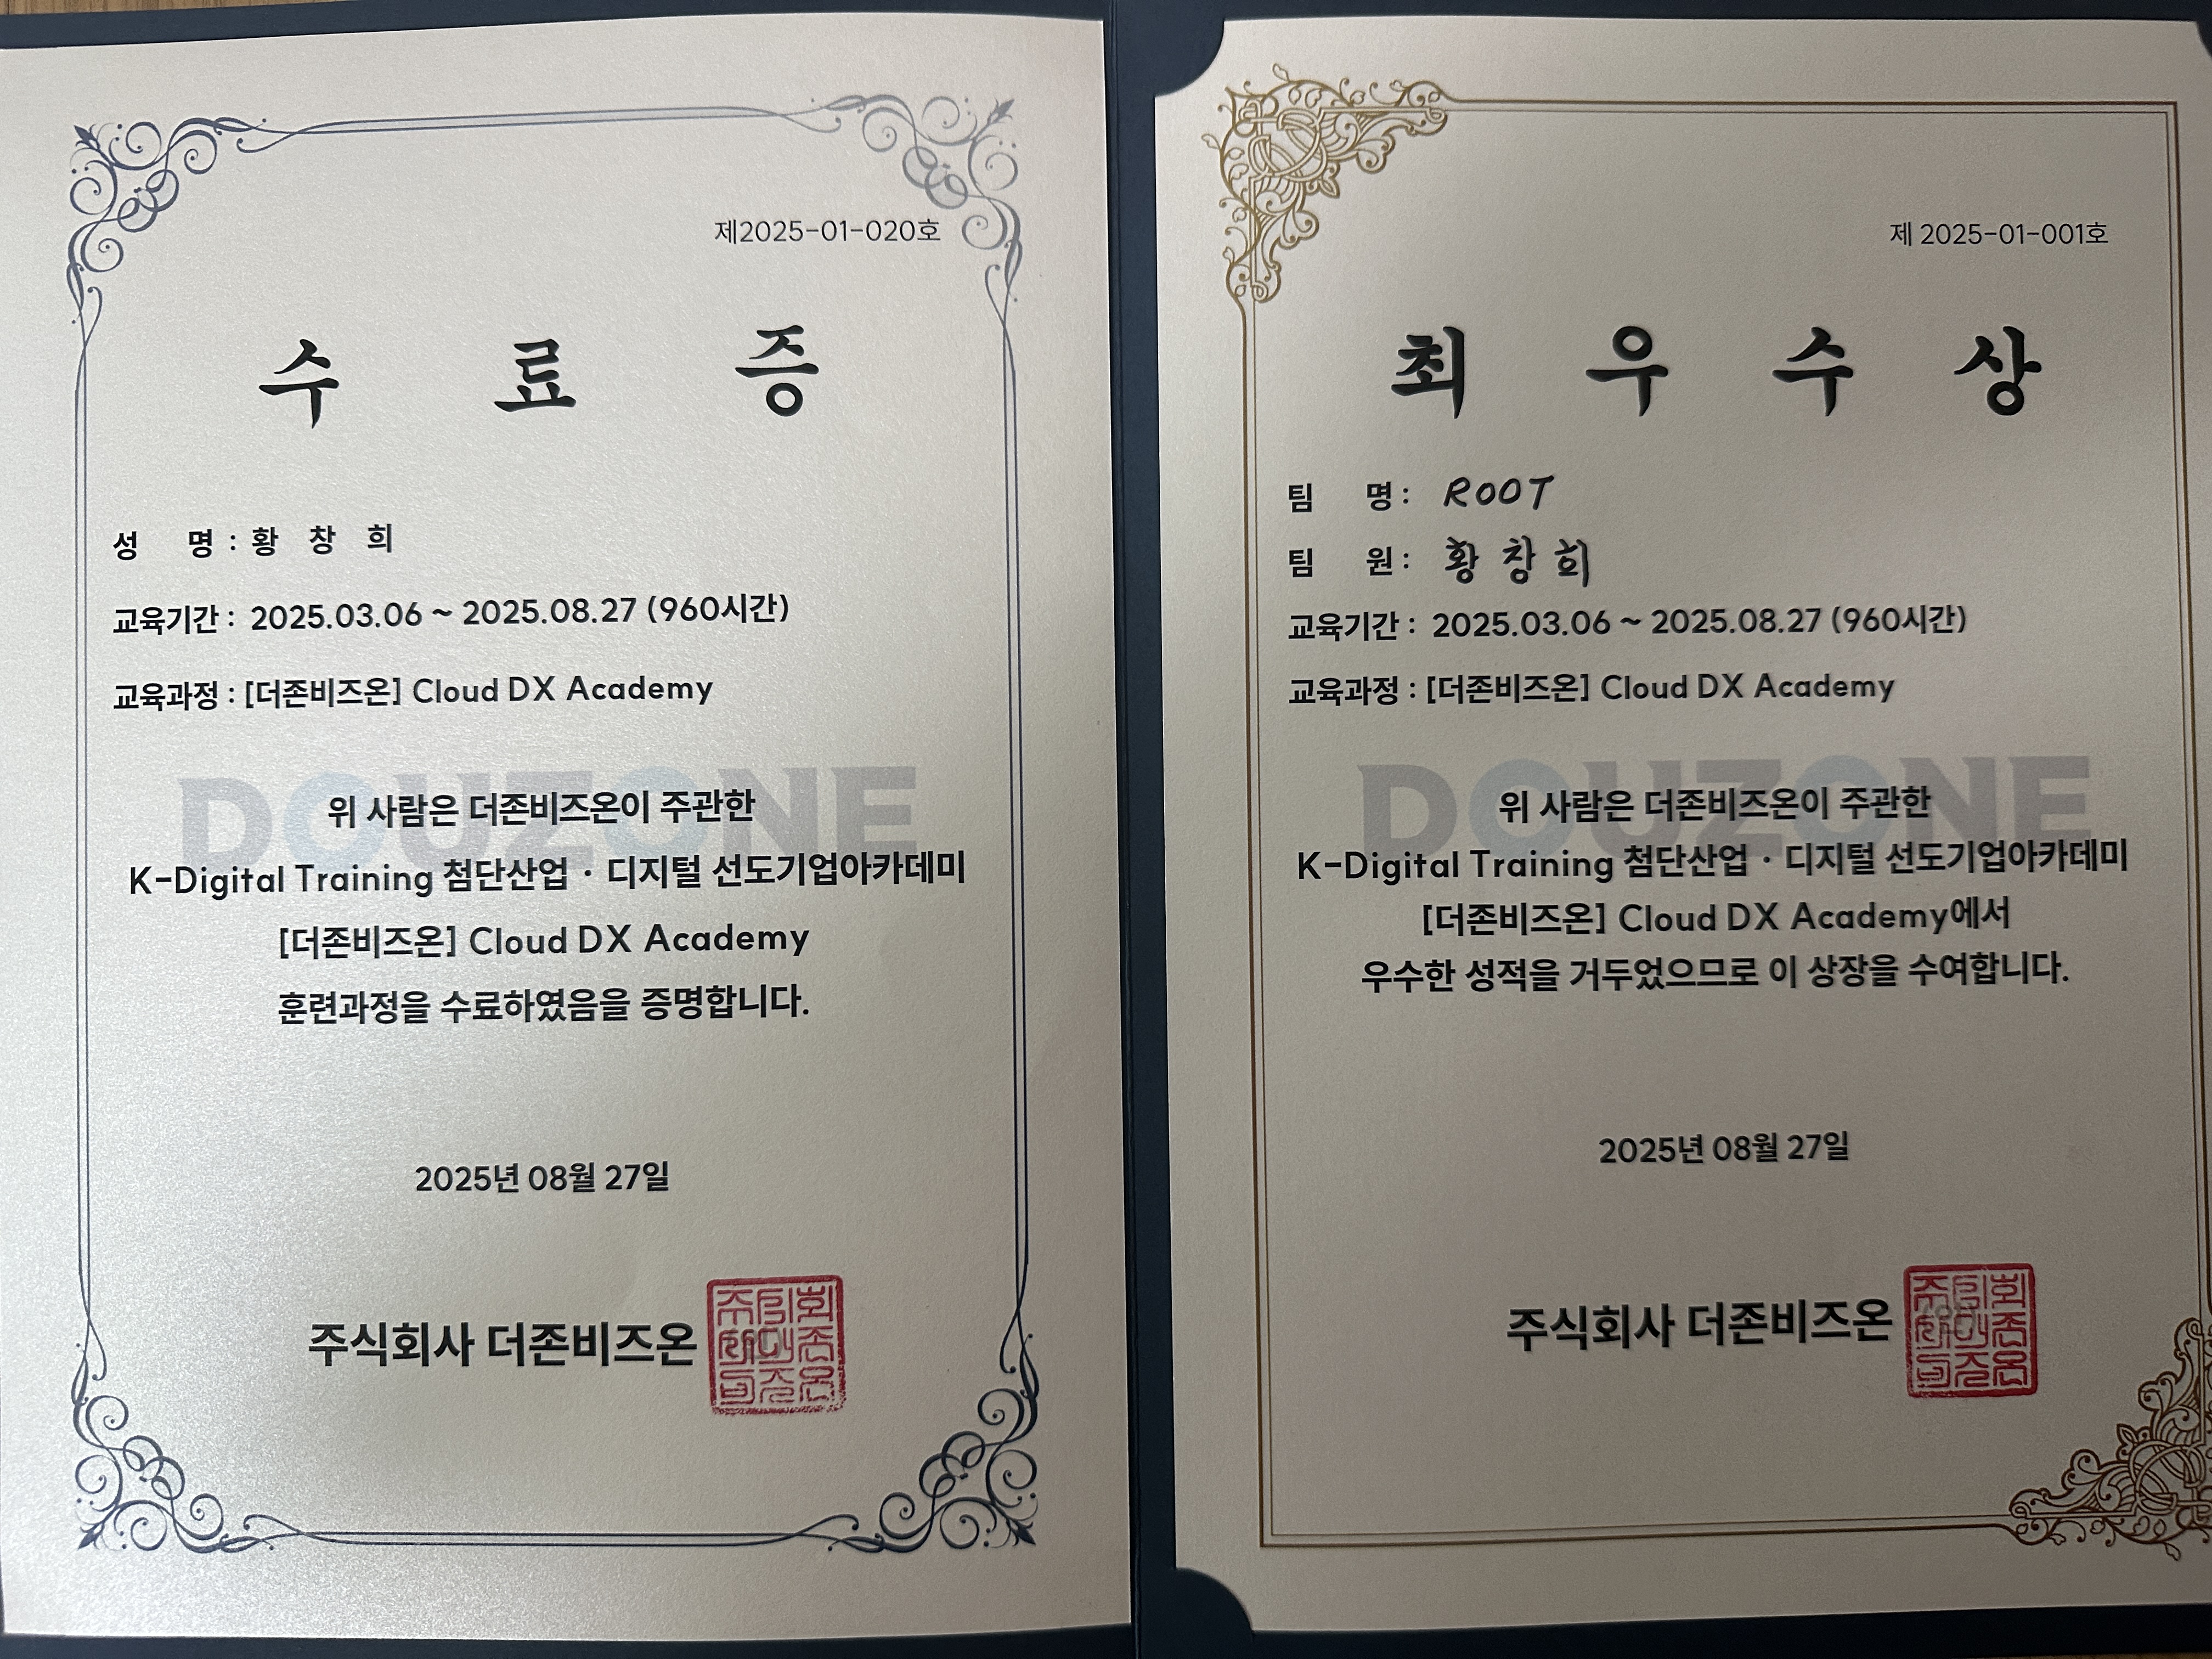 제2025-01-020호
수 료 증
성 명 : 황 창 희
교육기간 : 2025.03.06 ~ 2025.08.27 (960시간)
교육과정 : [더존비즈온] Cloud DX Academy
DOUZONE
위 사람은 더존비즈온이 주관한
K-Digital Training 첨단산업 · 디지털 선도기업아카데미
[더존비즈온] Cloud DX Academy
훈련과정을 수료하였음을 증명합니다.
2025년 08월 27일
주식회사 더존비즈온
제 2025-01-001호
최 우 수 상
팀 명 : ROOT
팀 원 : 황 창 희
교육기간 : 2025.03.06 ~ 2025.08.27 (960시간)
교육과정 : [더존비즈온] Cloud DX Academy
DOUZONE
위 사람은 더존비즈온이 주관한
K-Digital Training 첨단산업 · 디지털 선도기업아카데미
[더존비즈온] Cloud DX Academy에서
우수한 성적을 거두었으므로 이 상장을 수여합니다.
2025년 08월 27일
주식회사 더존비즈온